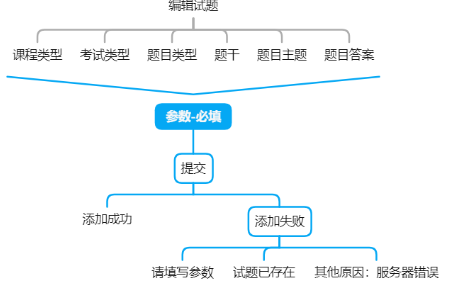 编辑试题
课程类型 考试类型 题目类型 题干 题目主题 题目答案
参数-必填
提交
添加成功 添加失败
请填写参数 试题已存在 其他原因：服务器错误